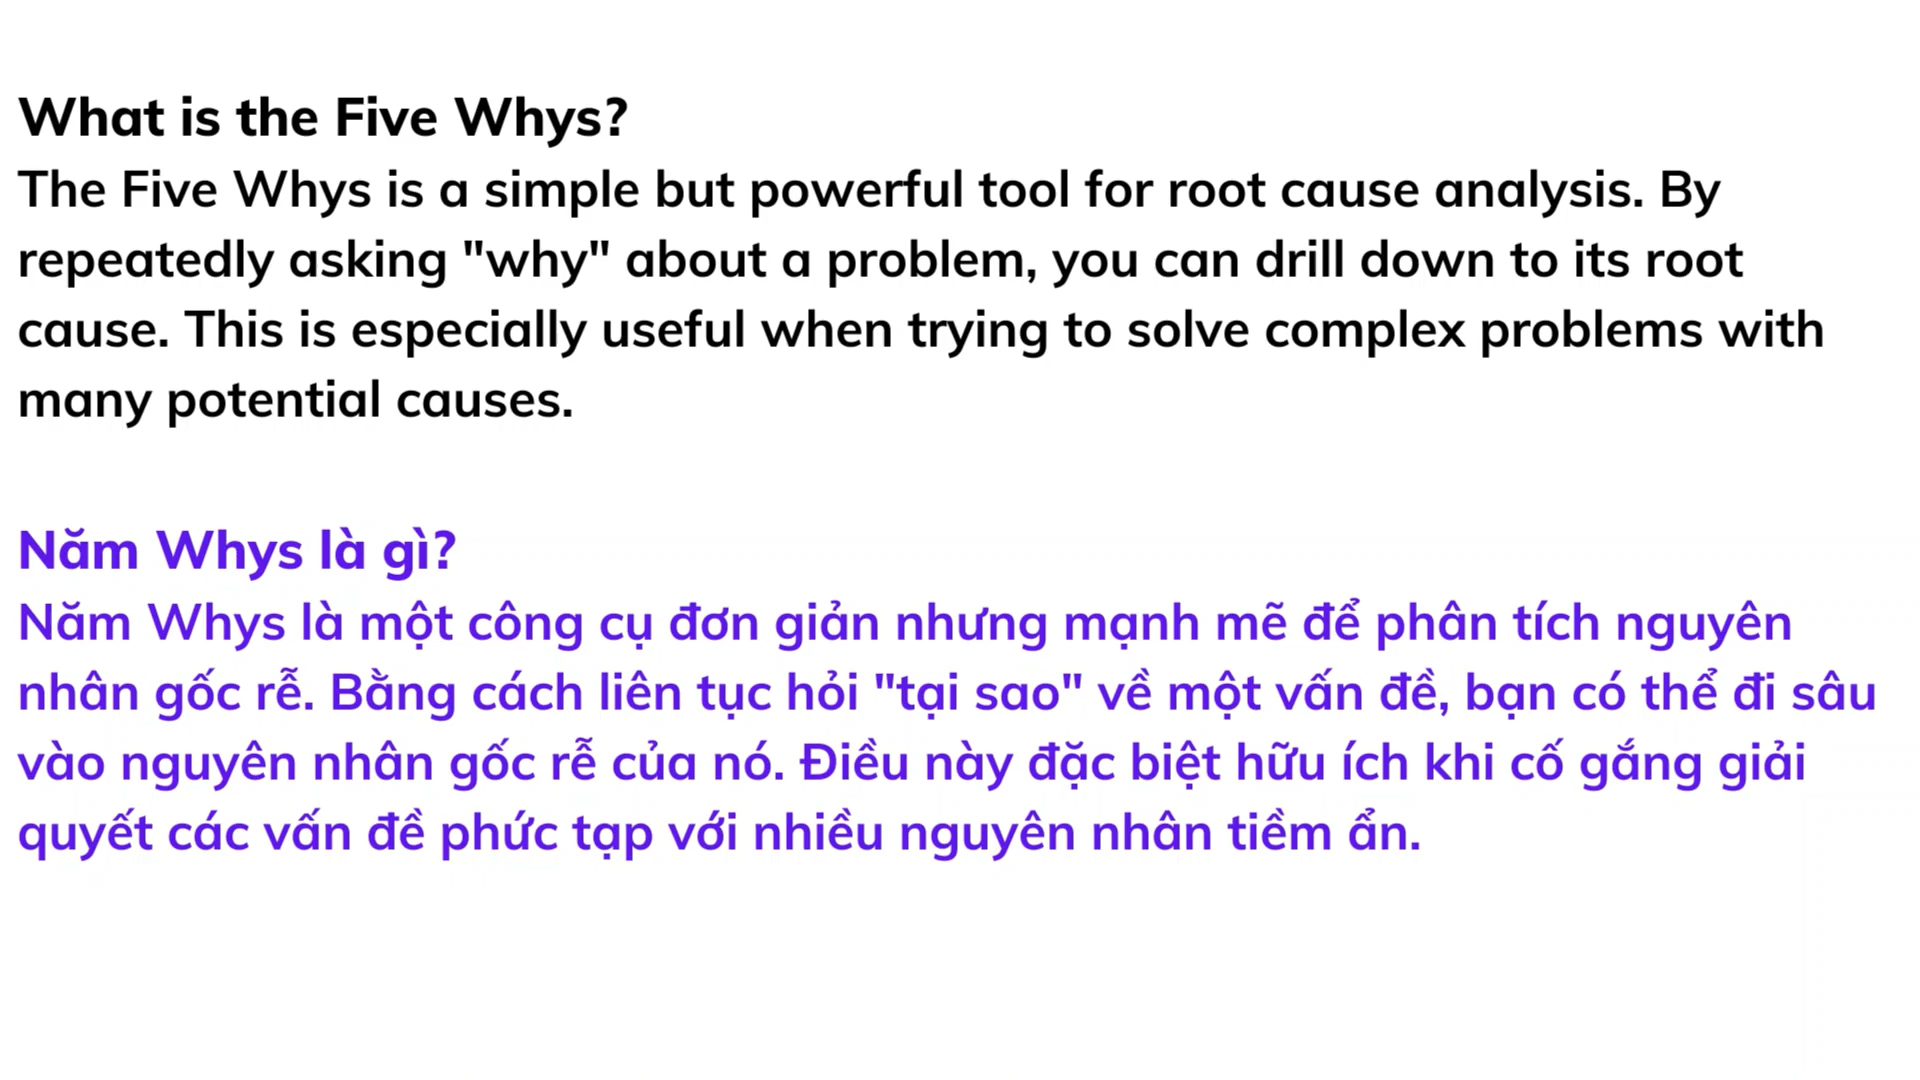 What is the Five Whys?
The Five Whys is a simple but powerful tool for root cause analysis. By
repeatedly asking "why" about a problem, you can drill down to its root
cause. This is especially useful when trying to solve complex problems with
many potential causes.
Năm Whys là gì?
Năm Whys là một công cụ đơn giản nhưng mạnh mẽ để phân tích nguyên
nhân gốc rễ. Bằng cách liên tục hỏi "tại sao" về một vấn đề, bạn có thể đi sâu
vào nguyên nhân gốc rễ của nó. Điều này đặc biệt hữu ích khi cố gắng giải
quyết các vấn đề phức tạp với nhiều nguyên nhân tiềm ẩn.